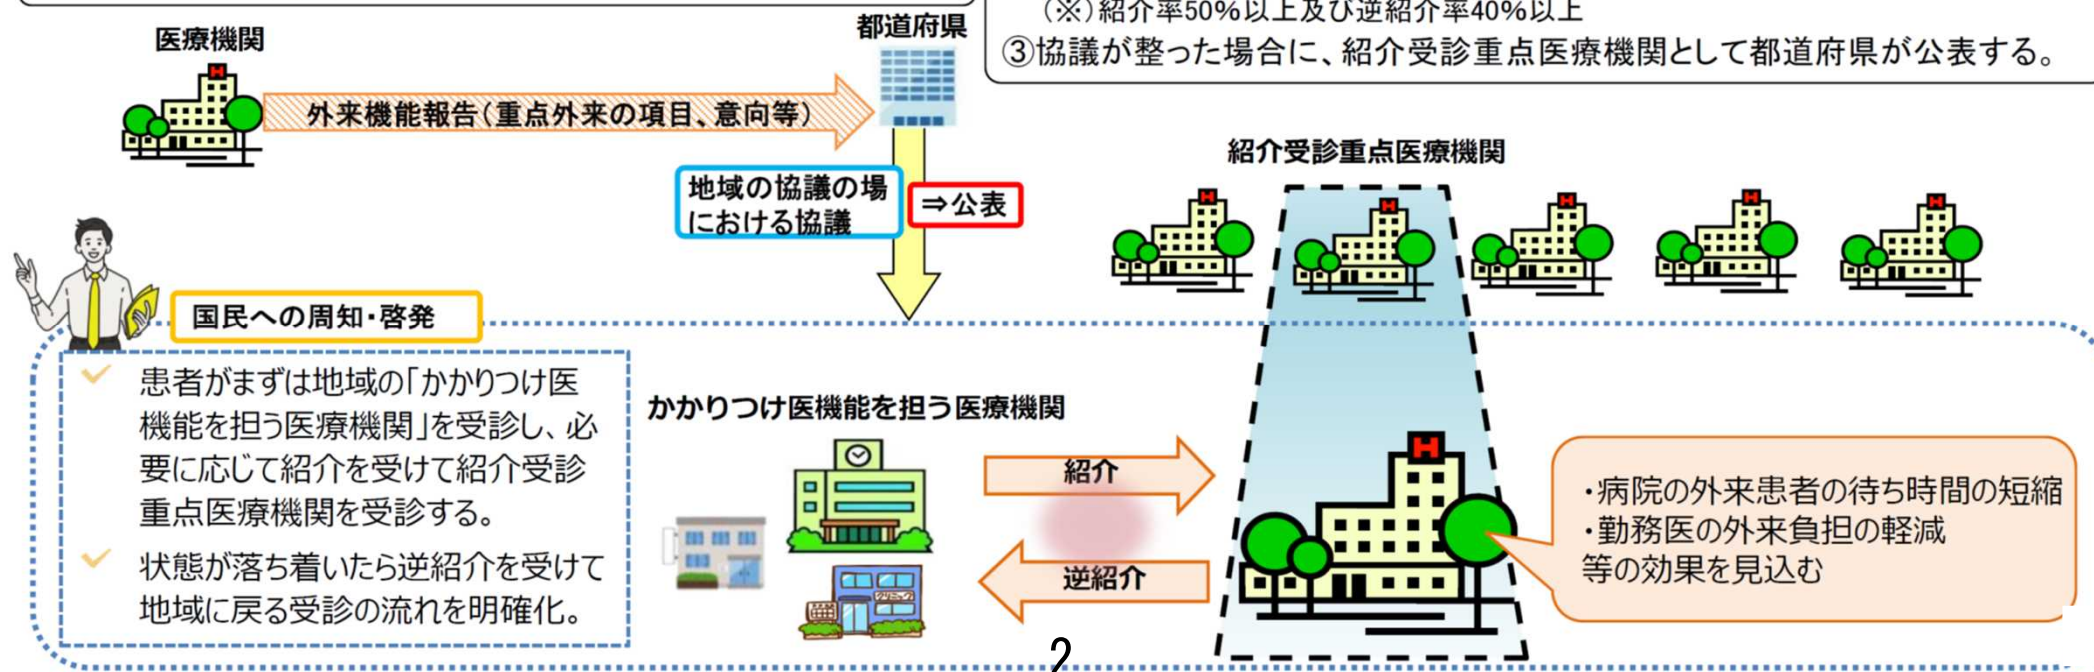 (※)紹介率50%以上及び逆紹介率40%以上
③協議が整った場合に、紹介受診重点医療機関として都道府県が公表する。
医療機関
都道府県
外来機能報告(重点外来の項目、意向等)
地域の協議の場
における協議
⇒公表
紹介受診重点医療機関
国民への周知・啓発
患者がまずは地域の「かかりつけ医
機能を担う医療機関」を受診し、必
要に応じて紹介を受けて紹介受診
重点医療機関を受診する。
状態が落ち着いたら逆紹介を受けて
地域に戻る受診の流れを明確化。
かかりつけ医機能を担う医療機関
クリニック
紹介
逆紹介
・病院の外来患者の待ち時間の短縮
・勤務医の外来負担の軽減
等の効果を見込む
H
H
H
H
H
H
H
2